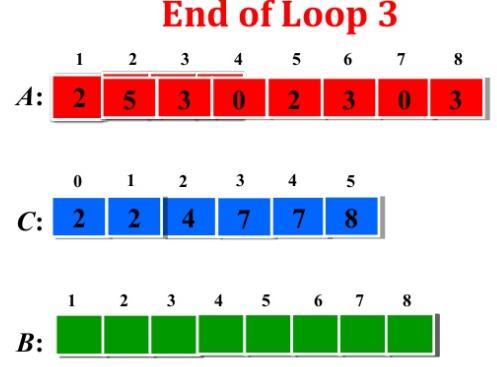 End of Loop 3
1 2 3 4 5 6 7 8
A: 2 5 3 0 2 3 0 3
0 1 2 3 4 5
C: 2 2 4 7 7 8
1 2 3 4 5 6 7 8
B: